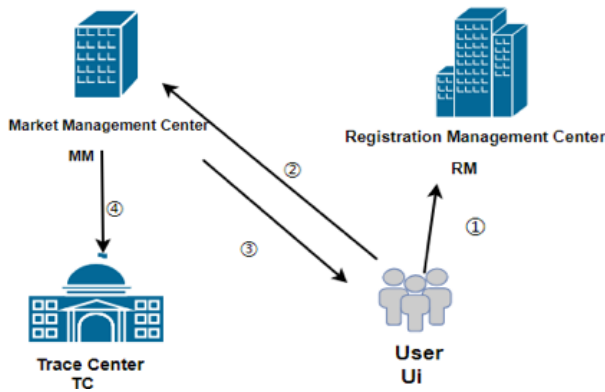 Market Management Center
MM
Registration Management Center
RM
②
①
④
③
Trace Center
TC
User
Ui